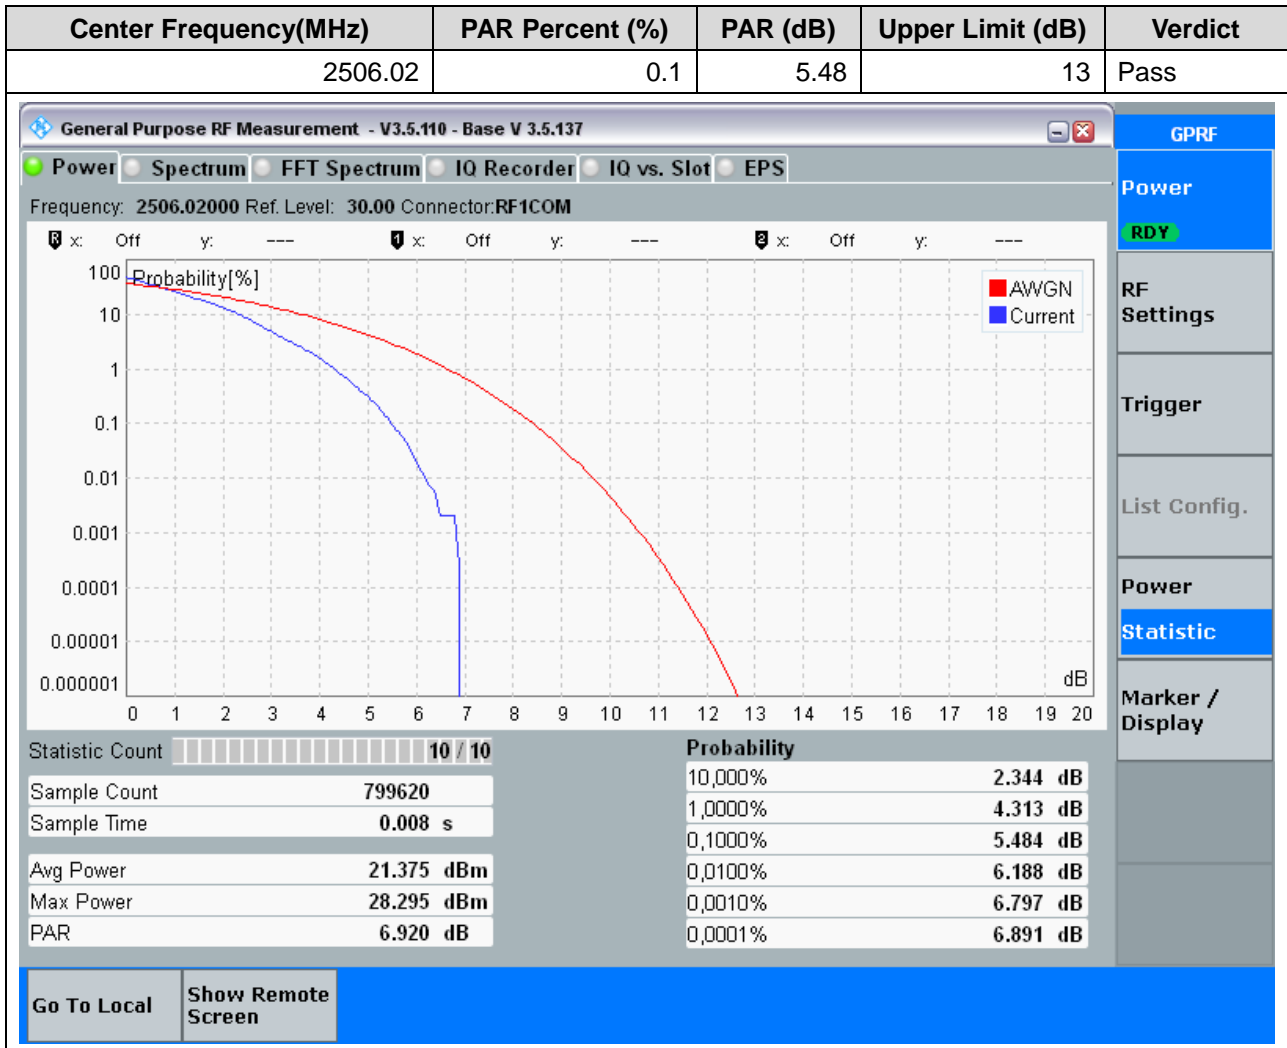 Center Frequency(MHz) PAR Percent (%) PAR (dB) Upper Limit (dB) Verdict
2506.02 0.1 5.48 13 Pass
General Purpose RF Measurement - V3.5.110 - Base V 3.5.137
GPRF
Power Spectrum FFT Spectrum IQ Recorder IQ vs. Slot EPS
Frequency: 2506.02000 Ref. Level: 30.00 Connector:RF1COM
R x: Off y: --- 1 x: Off y: --- 2 x: Off y: ---
Probability[%]
AWGN
Current
100
10
1
0.1
0.01
0.001
0.0001
0.00001
0.000001
dB
0 1 2 3 4 5 6 7 8 9 10 11 12 13 14 15 16 17 18 19 20
Statistic Count 10 / 10
Sample Count 799620
Sample Time 0.008 s
Avg Power 21.375 dBm
Max Power 28.295 dBm
PAR 6.920 dB
Probability
10,000% 2.344 dB
1,0000% 4.313 dB
0,1000% 5.484 dB
0,0100% 6.188 dB
0,0010% 6.797 dB
0,0001% 6.891 dB
Power
RDY
RF
Settings
Trigger
List Config.
Power
Statistic
Marker /
Display
Go To Local
Show Remote
Screen